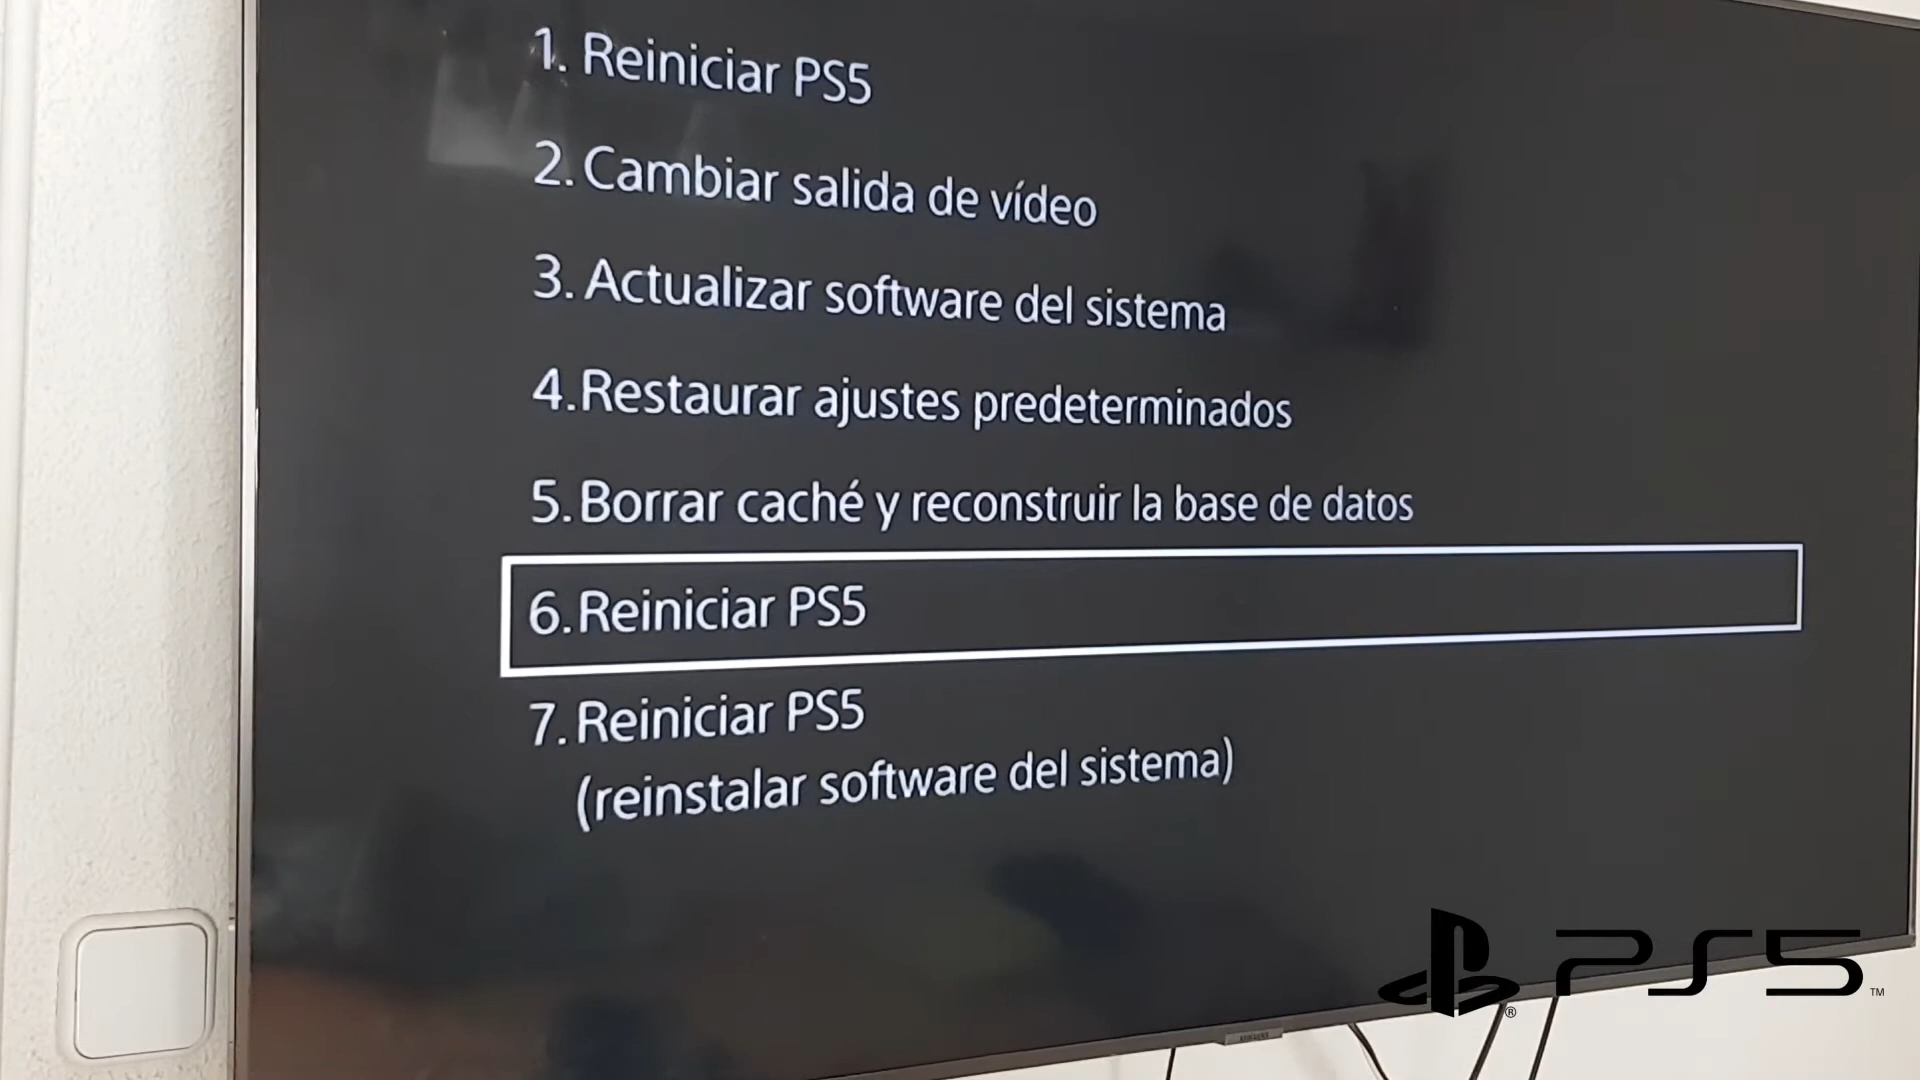 1. Reiniciar PS5
2. Cambiar salida de vídeo
3. Actualizar software del sistema
4. Restaurar ajustes predeterminados
5. Borrar caché y reconstruir la base de datos
6. Reiniciar PS5
7. Reiniciar PS5
(reinstalar software del sistema)
PS5™
®